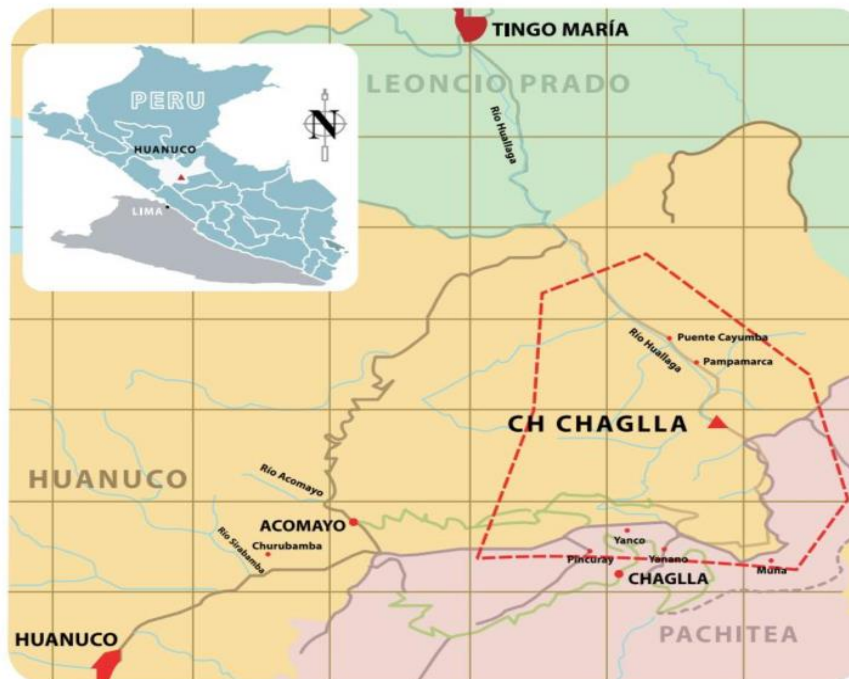 TINGO MARÍA
LEONCIO PRADO
PERU
HUANUCO
LIMA
N
Río Huallaga
Puente Cayumba
Pampamarca
Río Huallaga
CH CHAGLLA
HUANUCO
Río Acomayo
ACOMAYO
Río Sirabamba
Churubamba
Yanco
Pincuray
Yanano
Muña
CHAGLLA
PACHITEA
HUANUCO